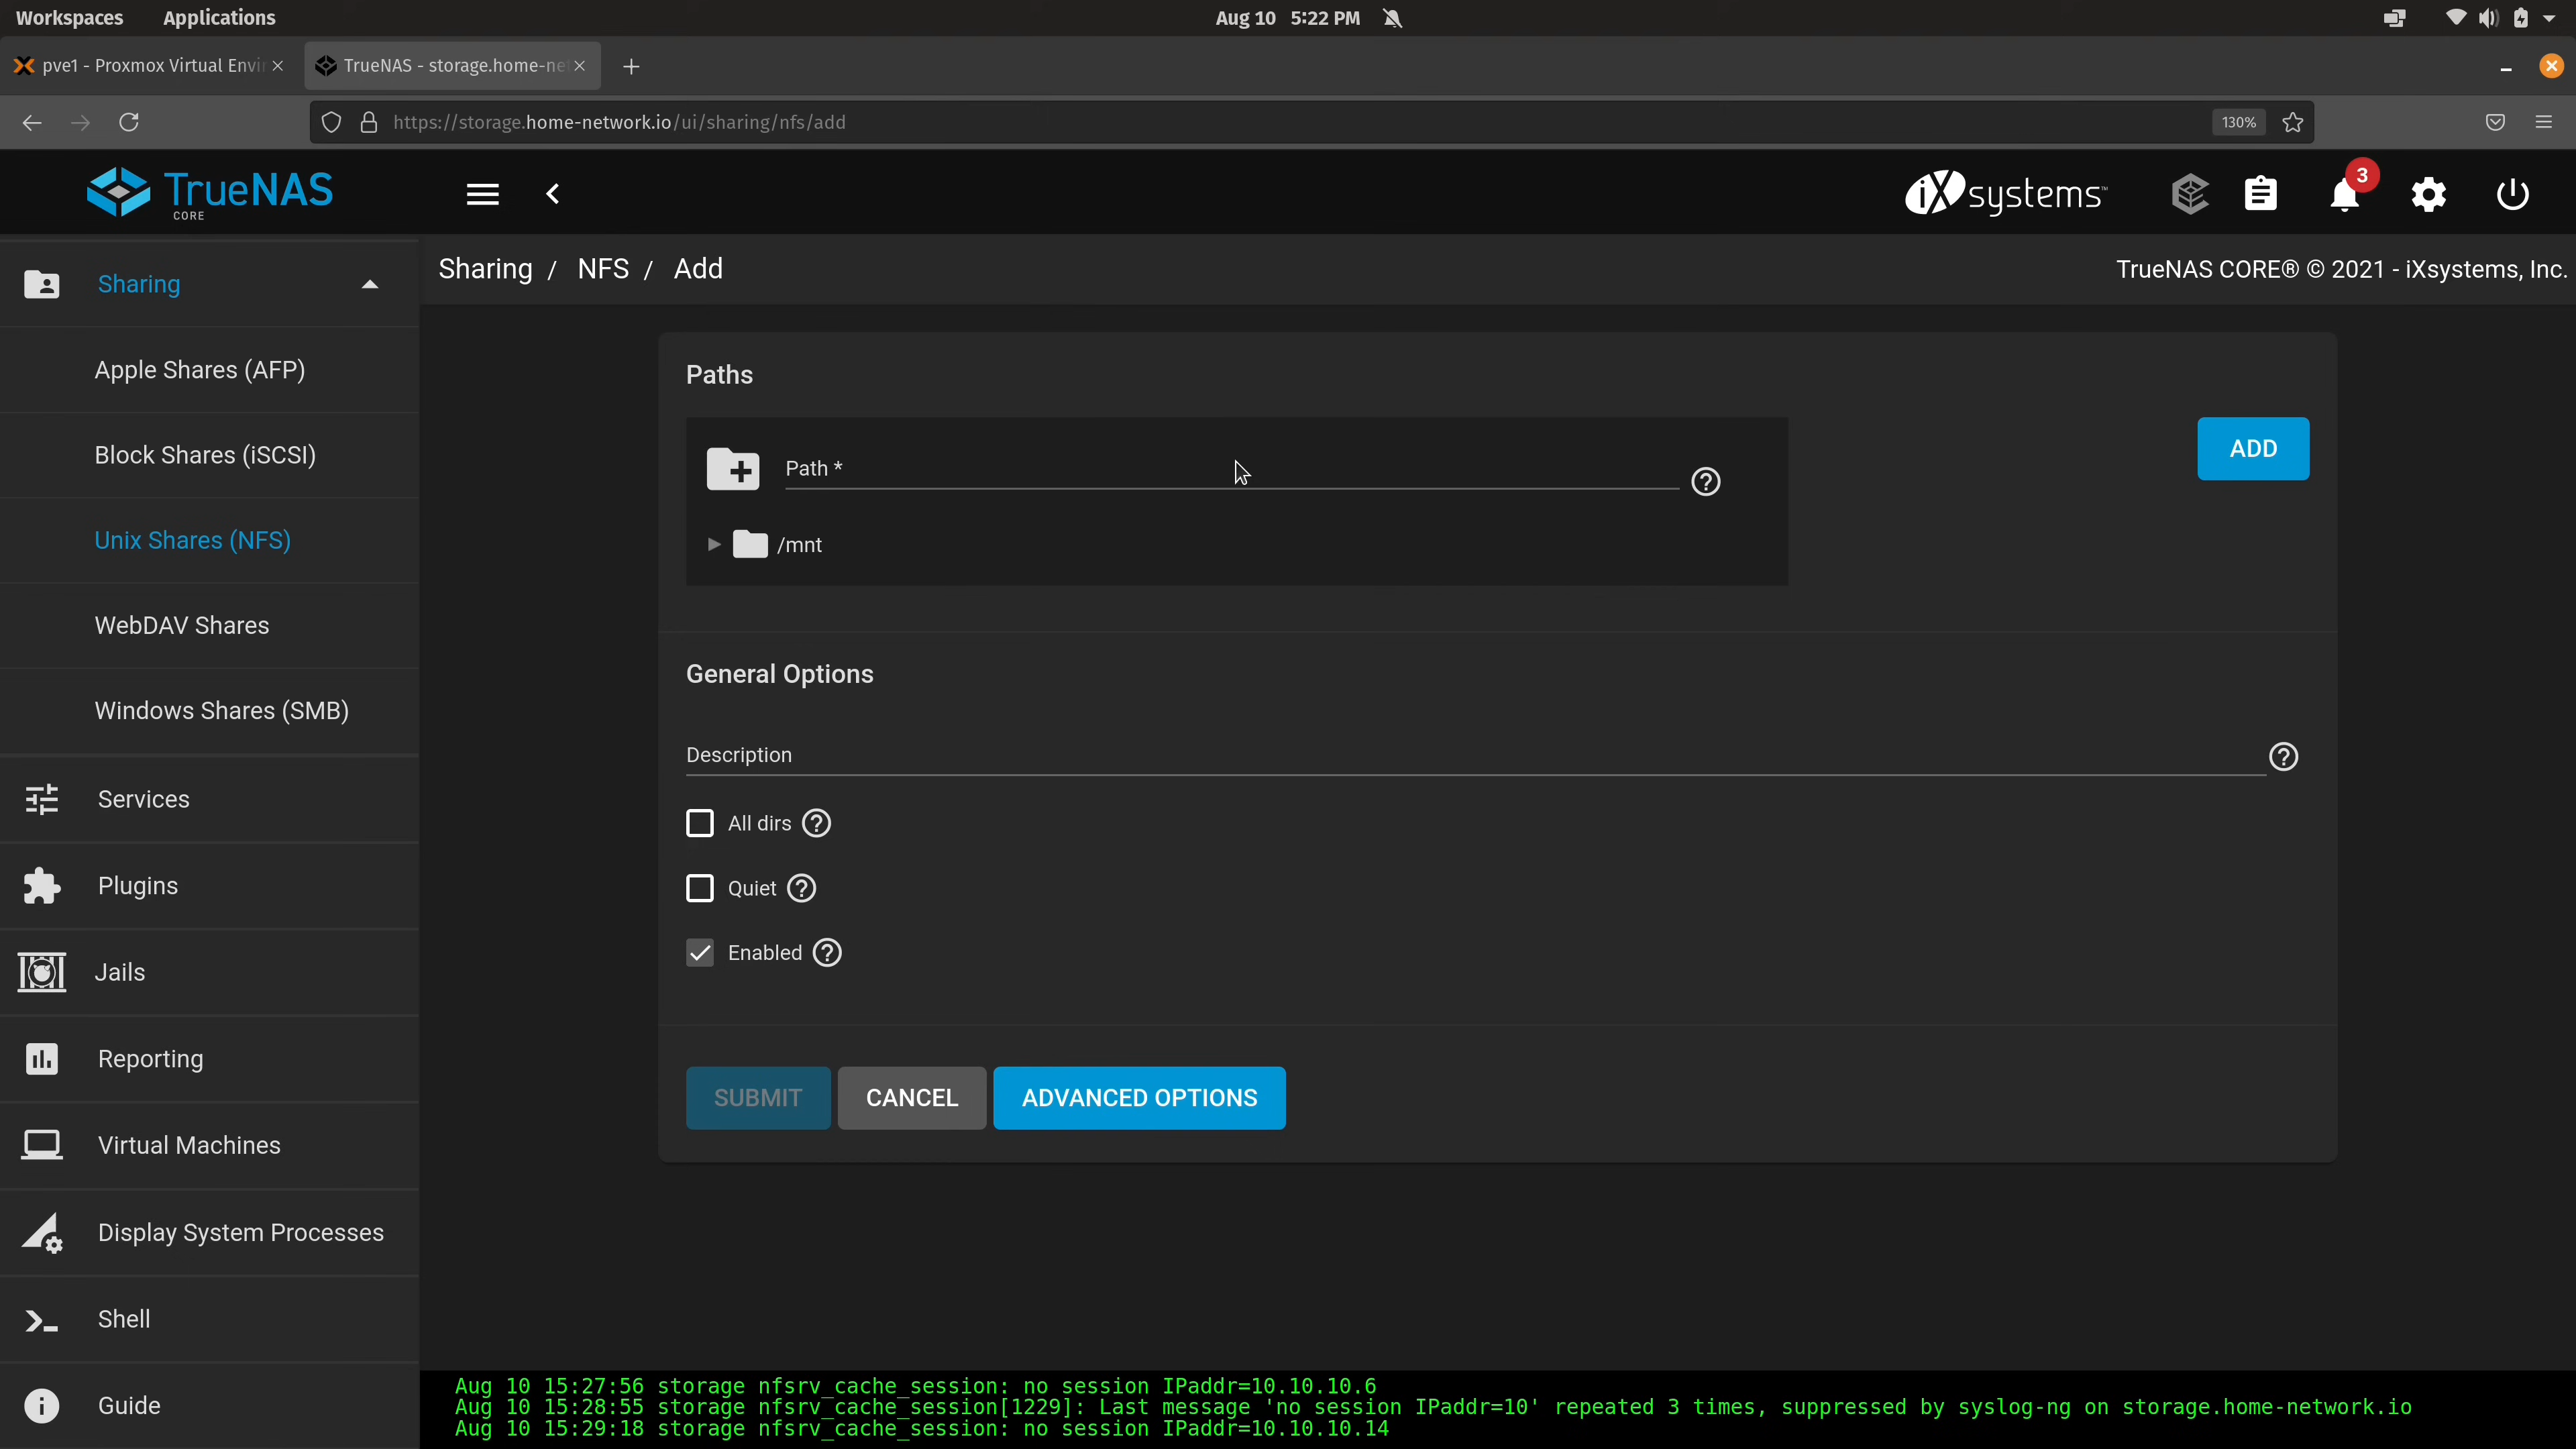 Workspaces Applications Aug 10 5:22 PM
pve1 - Proxmox Virtual Envi TrueNAS - storage.home-ne
https://storage.home-network.io/ui/sharing/nfs/add 130%
TrueNAS CORE iXsystems™ 3
Sharing / NFS / Add TrueNAS CORE® © 2021 - iXsystems, Inc.
Sharing
Apple Shares (AFP)
Block Shares (iSCSI)
Unix Shares (NFS)
WebDAV Shares
Windows Shares (SMB)
Services
Plugins
Jails
Reporting
Virtual Machines
Display System Processes
Shell
Guide
Paths
Path *
ADD
/mnt
General Options
Description
All dirs
Quiet
Enabled
SUBMIT CANCEL ADVANCED OPTIONS
Aug 10 15:27:56 storage nfsrv_cache_session: no session IPaddr=10.10.10.6
Aug 10 15:28:55 storage nfsrv_cache_session[1229]: Last message 'no session IPaddr=10' repeated 3 times, suppressed by syslog-ng on storage.home-network.io
Aug 10 15:29:18 storage nfsrv_cache_session: no session IPaddr=10.10.10.14